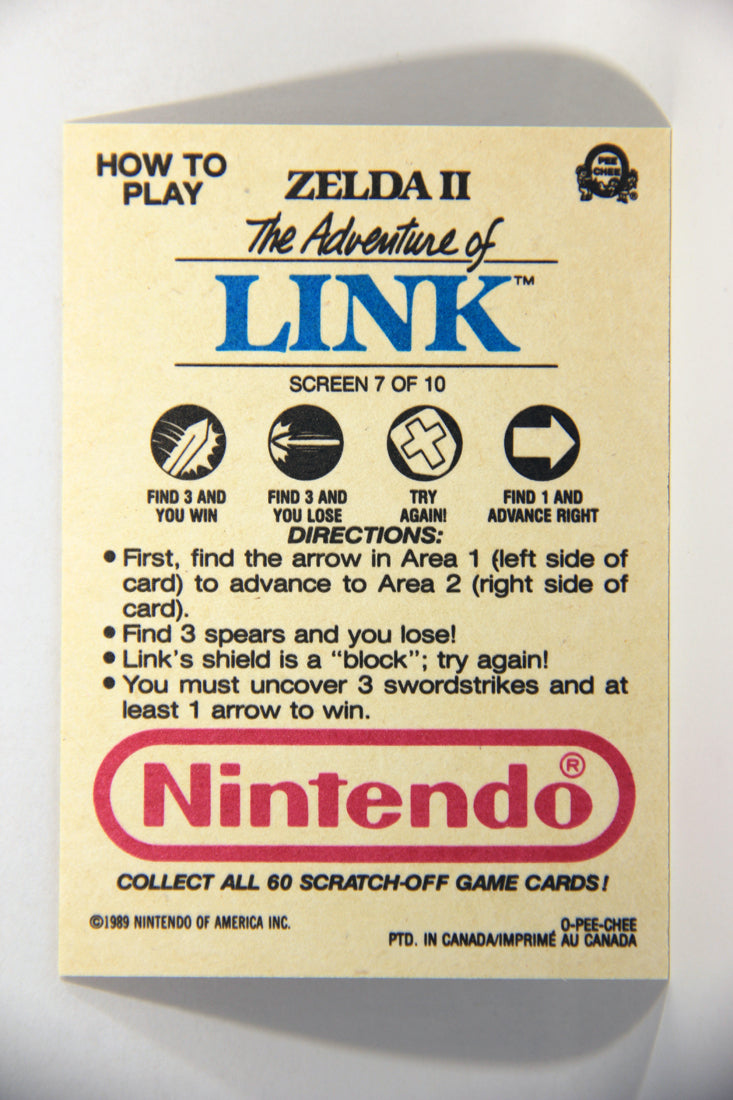 HOW TO
PLAY
ZELDA II
PEE
CHEE
®
The Adventure of
LINK™
SCREEN 7 OF 10
FIND 3 AND
YOU WIN
FIND 3 AND
YOU LOSE
TRY
AGAIN!
FIND 1 AND
ADVANCE RIGHT
DIRECTIONS:
• First, find the arrow in Area 1 (left side of
card) to advance to Area 2 (right side of
card).
• Find 3 spears and you lose!
• Link's shield is a "block"; try again!
• You must uncover 3 swordstrikes and at
least 1 arrow to win.
Nintendo®
COLLECT ALL 60 SCRATCH-OFF GAME CARDS!
©1989 NINTENDO OF AMERICA INC.
O-PEE-CHEE
PTD. IN CANADA/IMPRIMÉ AU CANADA